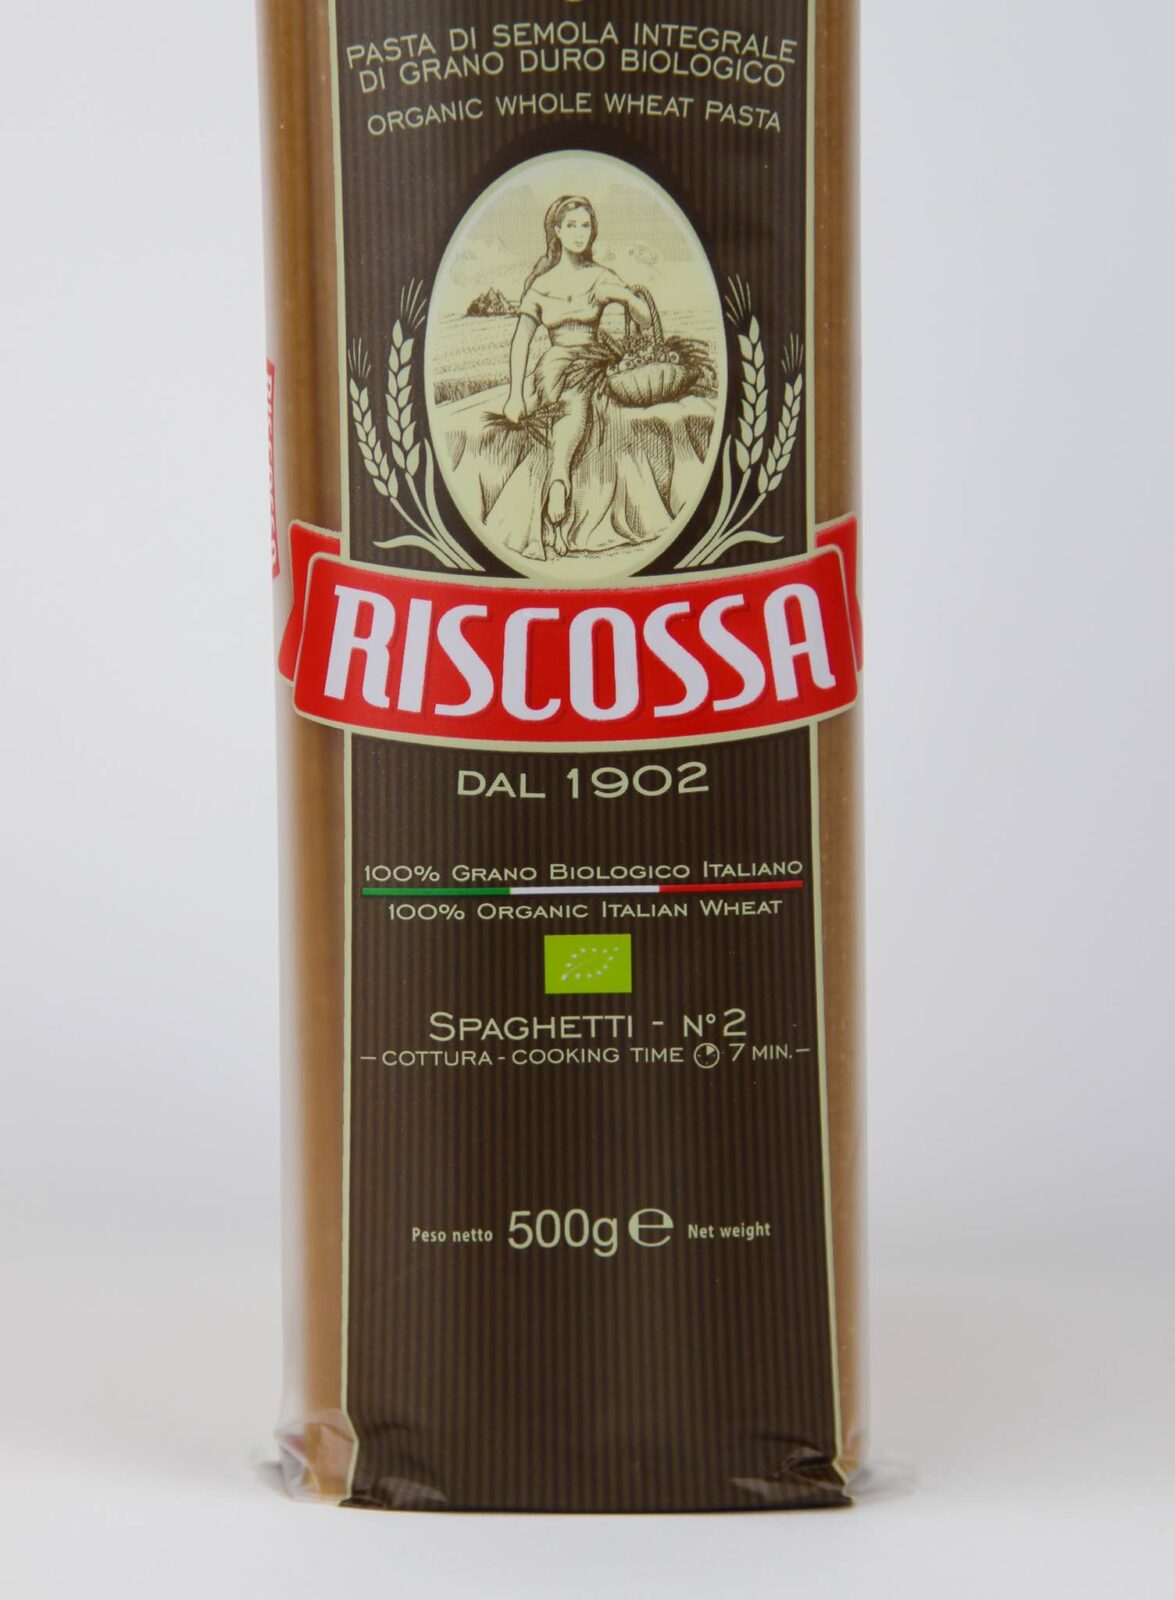 PASTA DI SEMOLA INTEGRALE
DI GRANO DURO BIOLOGICO
ORGANIC WHOLE WHEAT PASTA
RISCOSSA
DAL 1902
100% GRANO BIOLOGICO ITALIANO
100% ORGANIC ITALIAN WHEAT
SPAGHETTI - N° 2
- COTTURA - COOKING TIME 7 MIN. -
Peso netto 500g ℮ Net weight